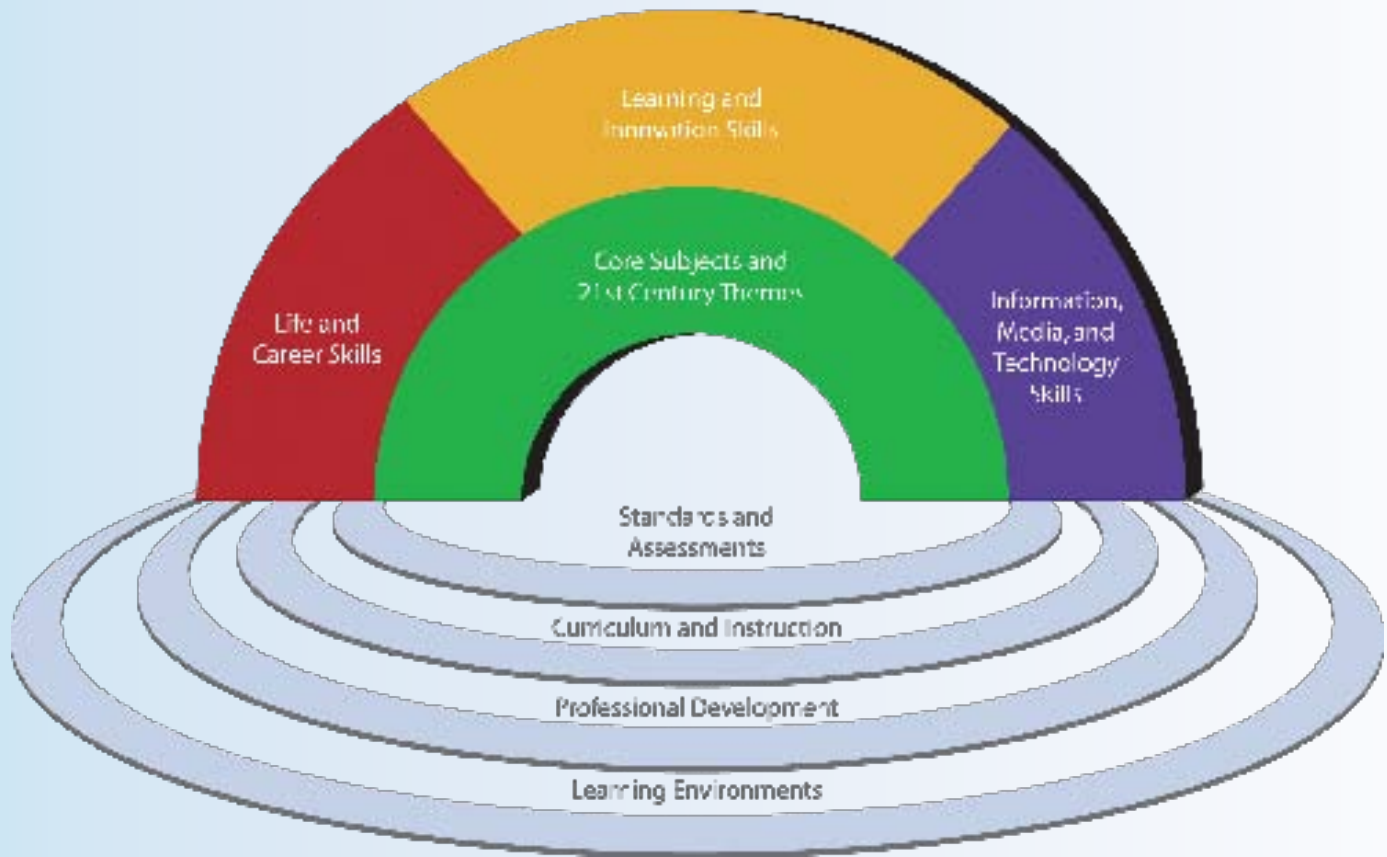 Learning and
Innovation Skills
Core Subjects and
21st Century Themes
Life and
Career Skills
Information,
Media, and
Technology
Skills
Standards and
Assessments
Curriculum and Instruction
Professional Development
Learning Environments